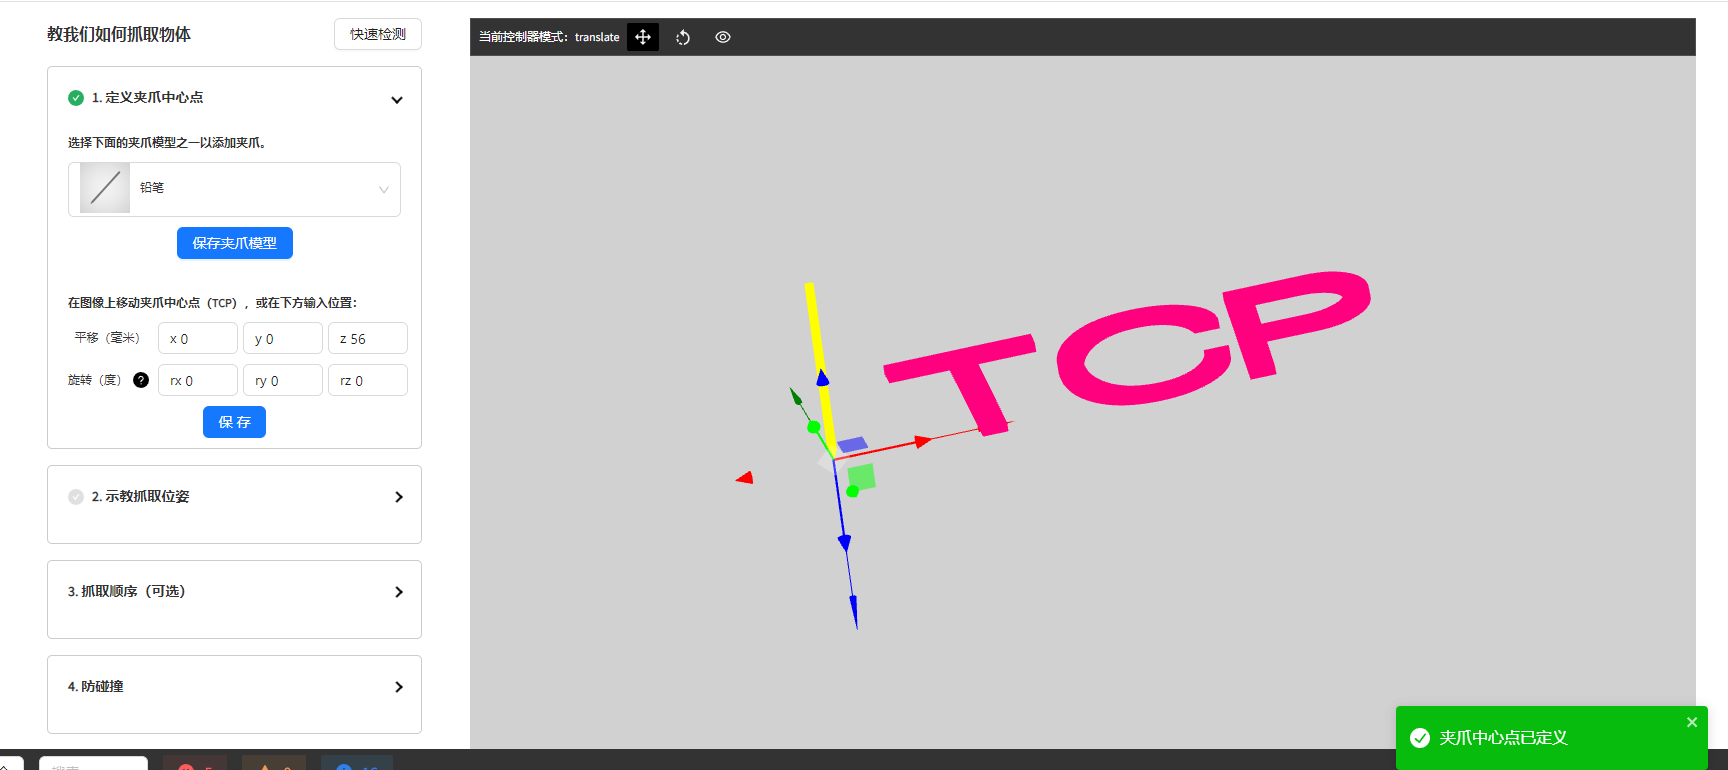 教我们如何抓取物体
快速检测
当前控制器模式：translate
1. 定义夹爪中心点
选择下面的夹爪模型之一以添加夹爪。
铅笔
保存夹爪模型
在图像上移动夹爪中心点（TCP），或在下方输入位置：
平移（毫米） x 0 y 0 z 56
旋转（度） ? rx 0 ry 0 rz 0
保 存
2. 示教抓取位姿
3. 抓取顺序（可选）
4. 防碰撞
TCP
夹爪中心点已定义